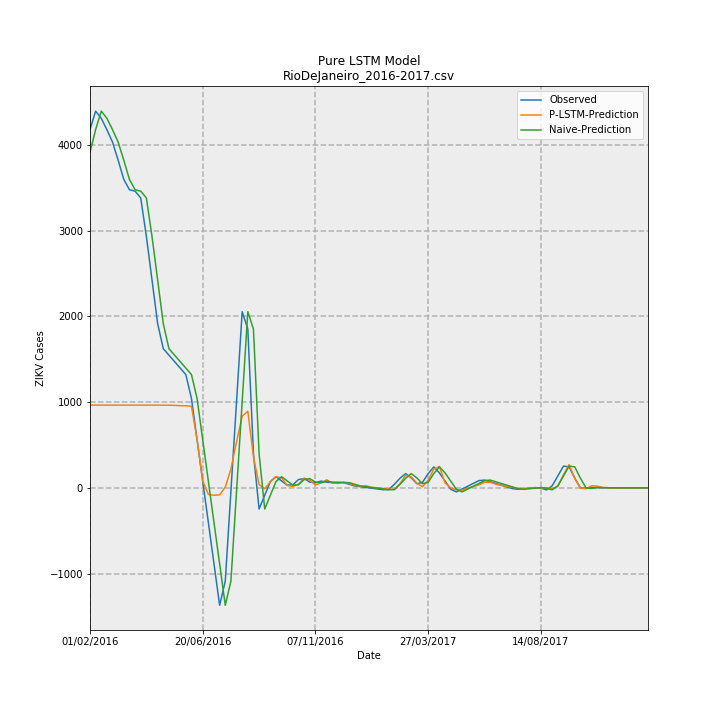 Pure LSTM Model
RioDeJaneiro_2016-2017.csv
Observed
P-LSTM-Prediction
Naive-Prediction
4000
3000
2000
1000
0
−1000
ZIKV Cases
01/02/2016 20/06/2016 07/11/2016 27/03/2017 14/08/2017
Date